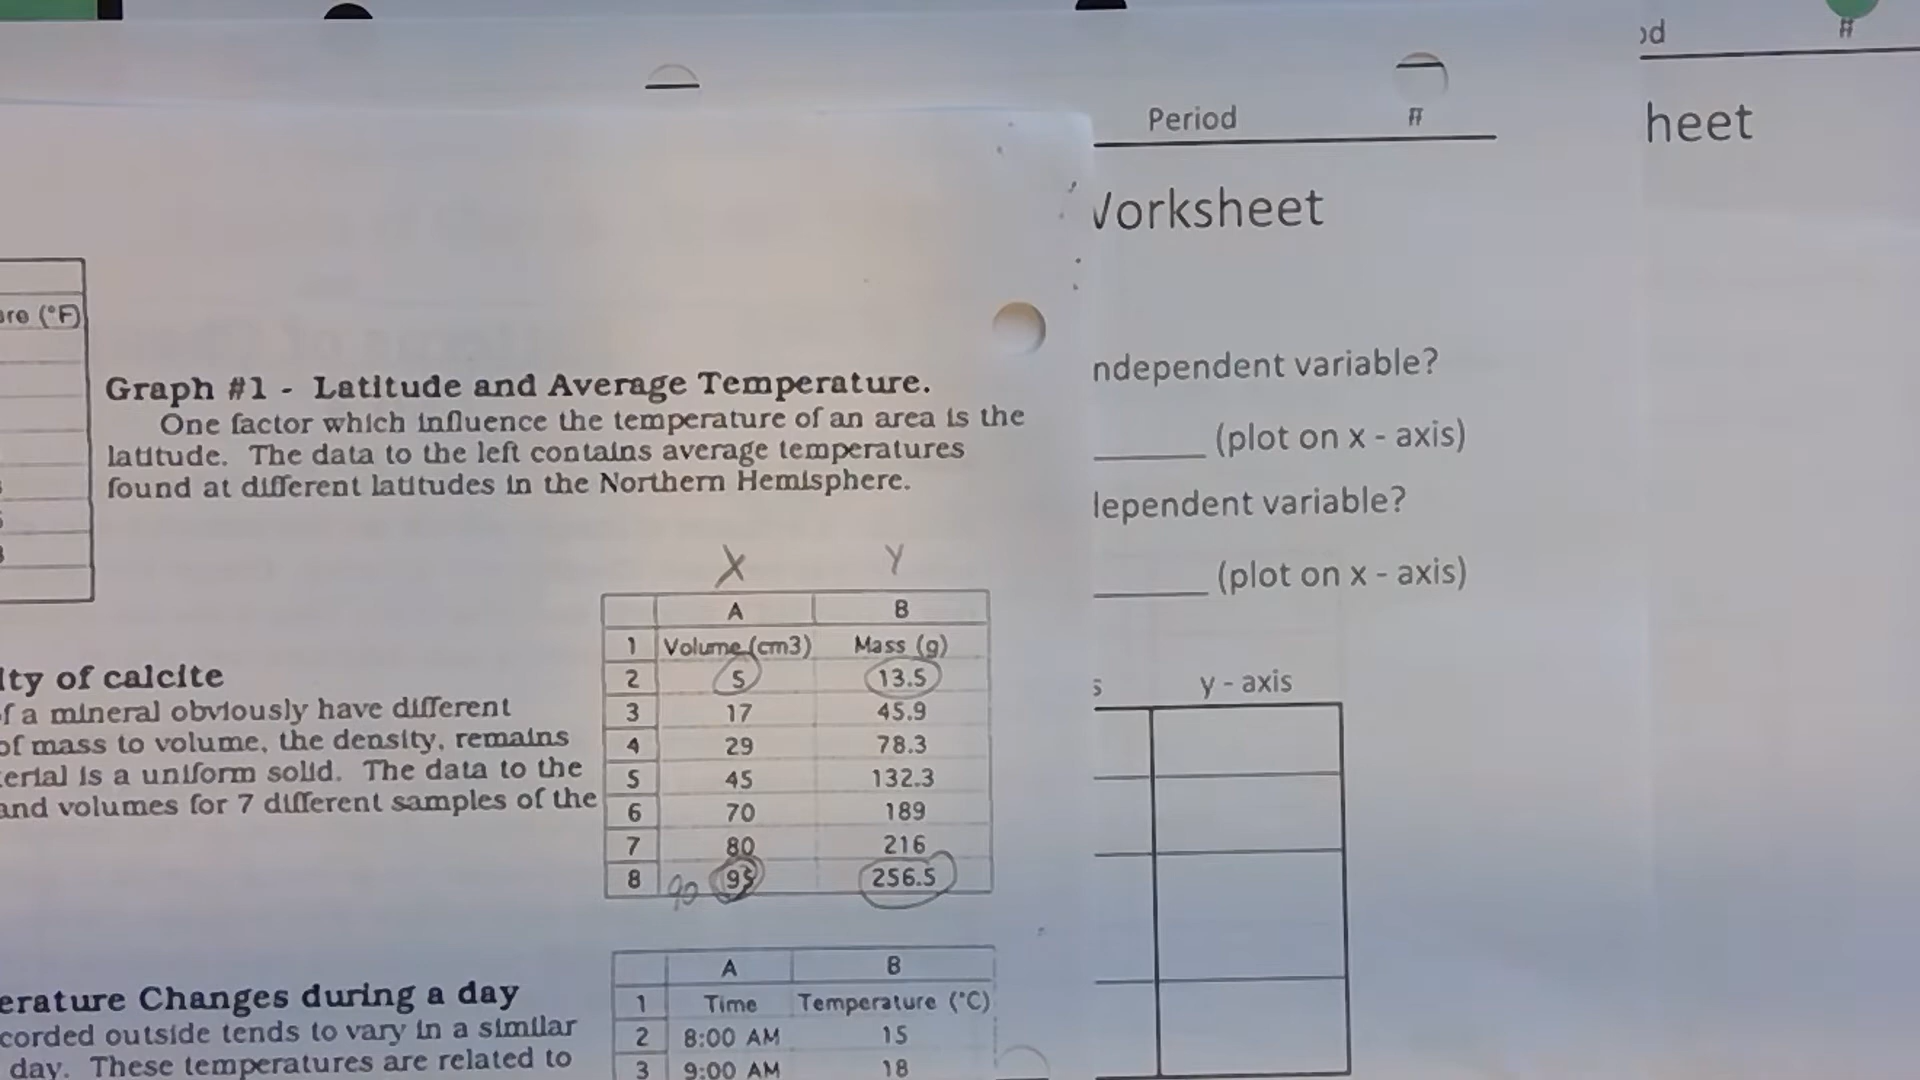 Period #
heet
Worksheet
(°F)
Graph #1 - Latitude and Average Temperature.
One factor which influence the temperature of an area is the
latitude. The data to the left contains average temperatures
found at different latitudes in the Northern Hemisphere.
ndependent variable?
(plot on x - axis)
dependent variable?
(plot on x - axis)
s y - axis
X Y
A B
1 Volume (cm3) Mass (g)
2 5 13.5
3 17 45.9
4 29 78.3
5 45 132.3
6 70 189
7 80 216
8 90 95 256.5
ity of calcite
of a mineral obviously have different
of mass to volume, the density, remains
erial is a uniform solid. The data to the
and volumes for 7 different samples of the
A B
1 Time Temperature (°C)
2 8:00 AM 15
3 9:00 AM 18
erature Changes during a day
corded outside tends to vary in a similar
day. These temperatures are related to